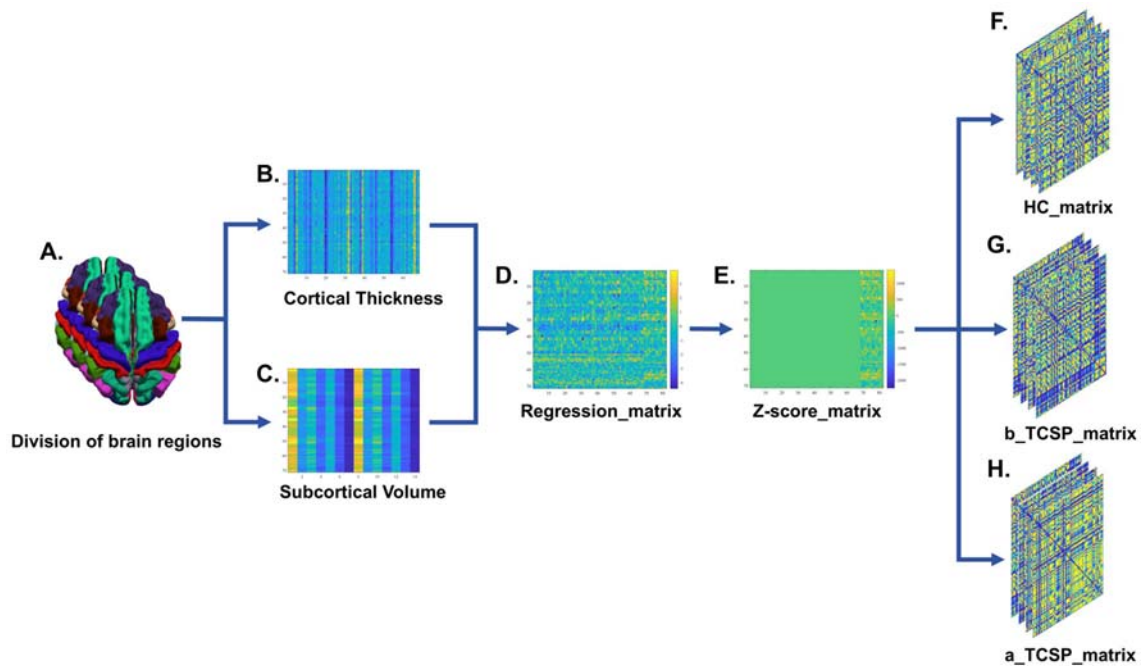 A.
Division of brain regions
B.
Cortical Thickness
C.
Subcortical Volume
D.
Regression_matrix
E.
Z-score_matrix
F.
HC_matrix
G.
b_TCSP_matrix
H.
a_TCSP_matrix